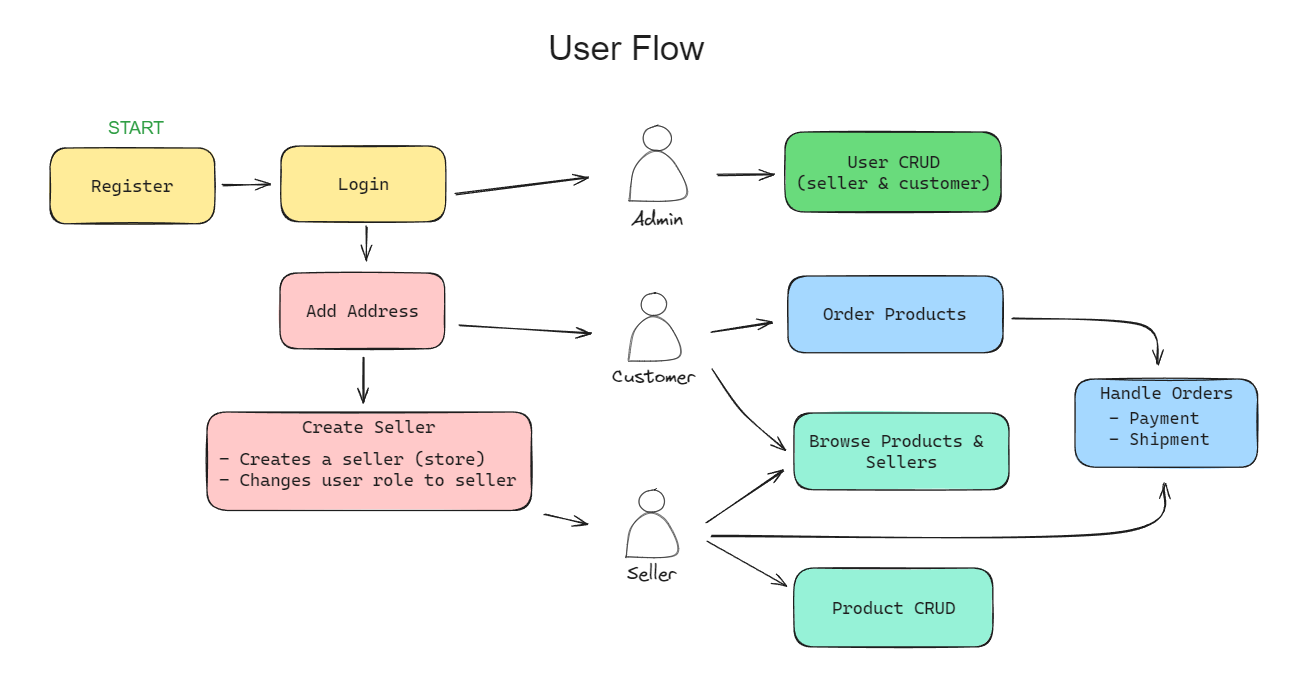 User Flow
START
Register
Login
Admin
User CRUD
(seller & customer)
Add Address
Customer
Order Products
Handle Orders
- Payment
- Shipment
Create Seller
- Creates a seller (store)
- Changes user role to seller
Browse Products &
Sellers
Seller
Product CRUD